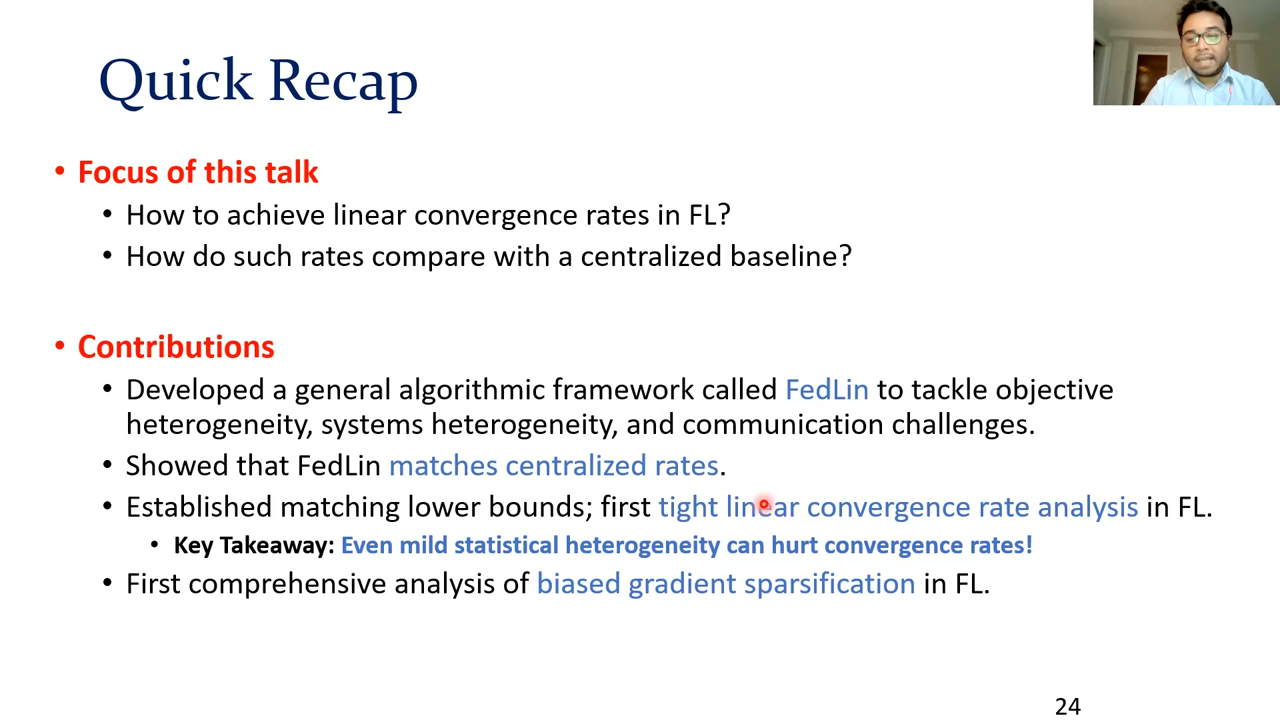 Quick Recap
• Focus of this talk
• How to achieve linear convergence rates in FL?
• How do such rates compare with a centralized baseline?
• Contributions
• Developed a general algorithmic framework called FedLin to tackle objective
heterogeneity, systems heterogeneity, and communication challenges.
• Showed that FedLin matches centralized rates.
• Established matching lower bounds; first tight linear convergence rate analysis in FL.
• Key Takeaway: Even mild statistical heterogeneity can hurt convergence rates!
• First comprehensive analysis of biased gradient sparsification in FL.
24